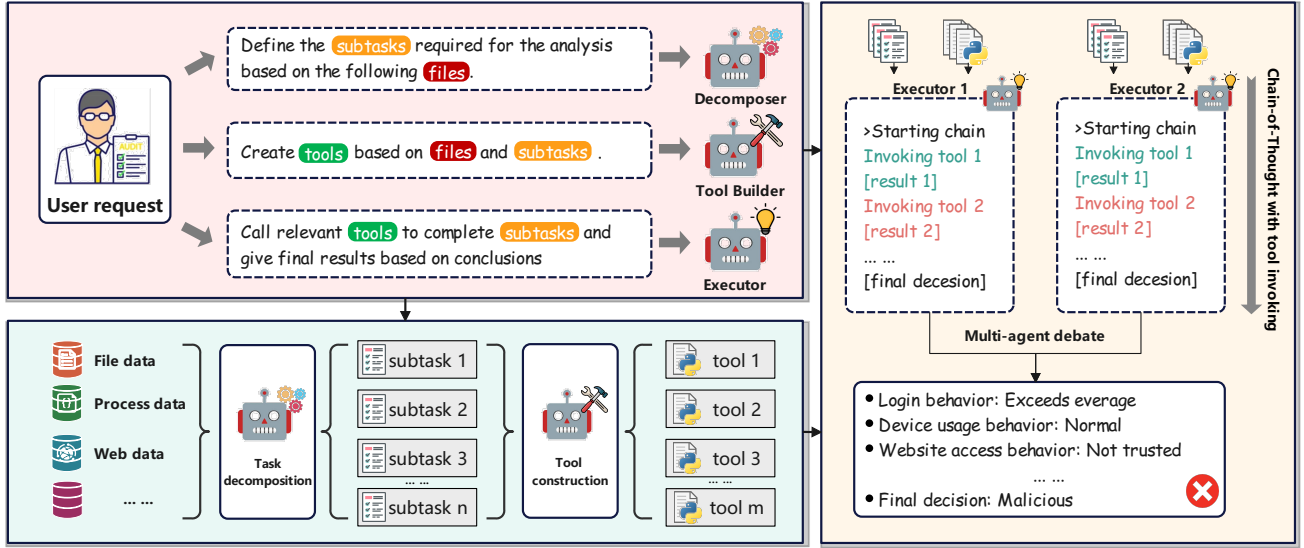 Define the subtasks required for the analysis
based on the following files.
Decomposer
AUDIT
User request
Create tools based on files and subtasks .
Tool Builder
Call relevant tools to complete subtasks and
give final results based on conclusions
Executor
File data
Process data
Web data
... ...
Task
decomposition
subtask 1
subtask 2
subtask 3
... ...
subtask n
Tool
construction
tool 1
tool 2
tool 3
... ...
tool m
Executor 1
>Starting chain
Invoking tool 1
[result 1]
Invoking tool 2
[result 2]
... ...
[final decesion]
Executor 2
>Starting chain
Invoking tool 1
[result 1]
Invoking tool 2
[result 2]
... ...
[final decesion]
Chain-of-Thought with tool invoking
Multi-agent debate
• Login behavior: Exceeds everage
• Device usage behavior: Normal
• Website access behavior: Not trusted
... ...
• Final decision: Malicious